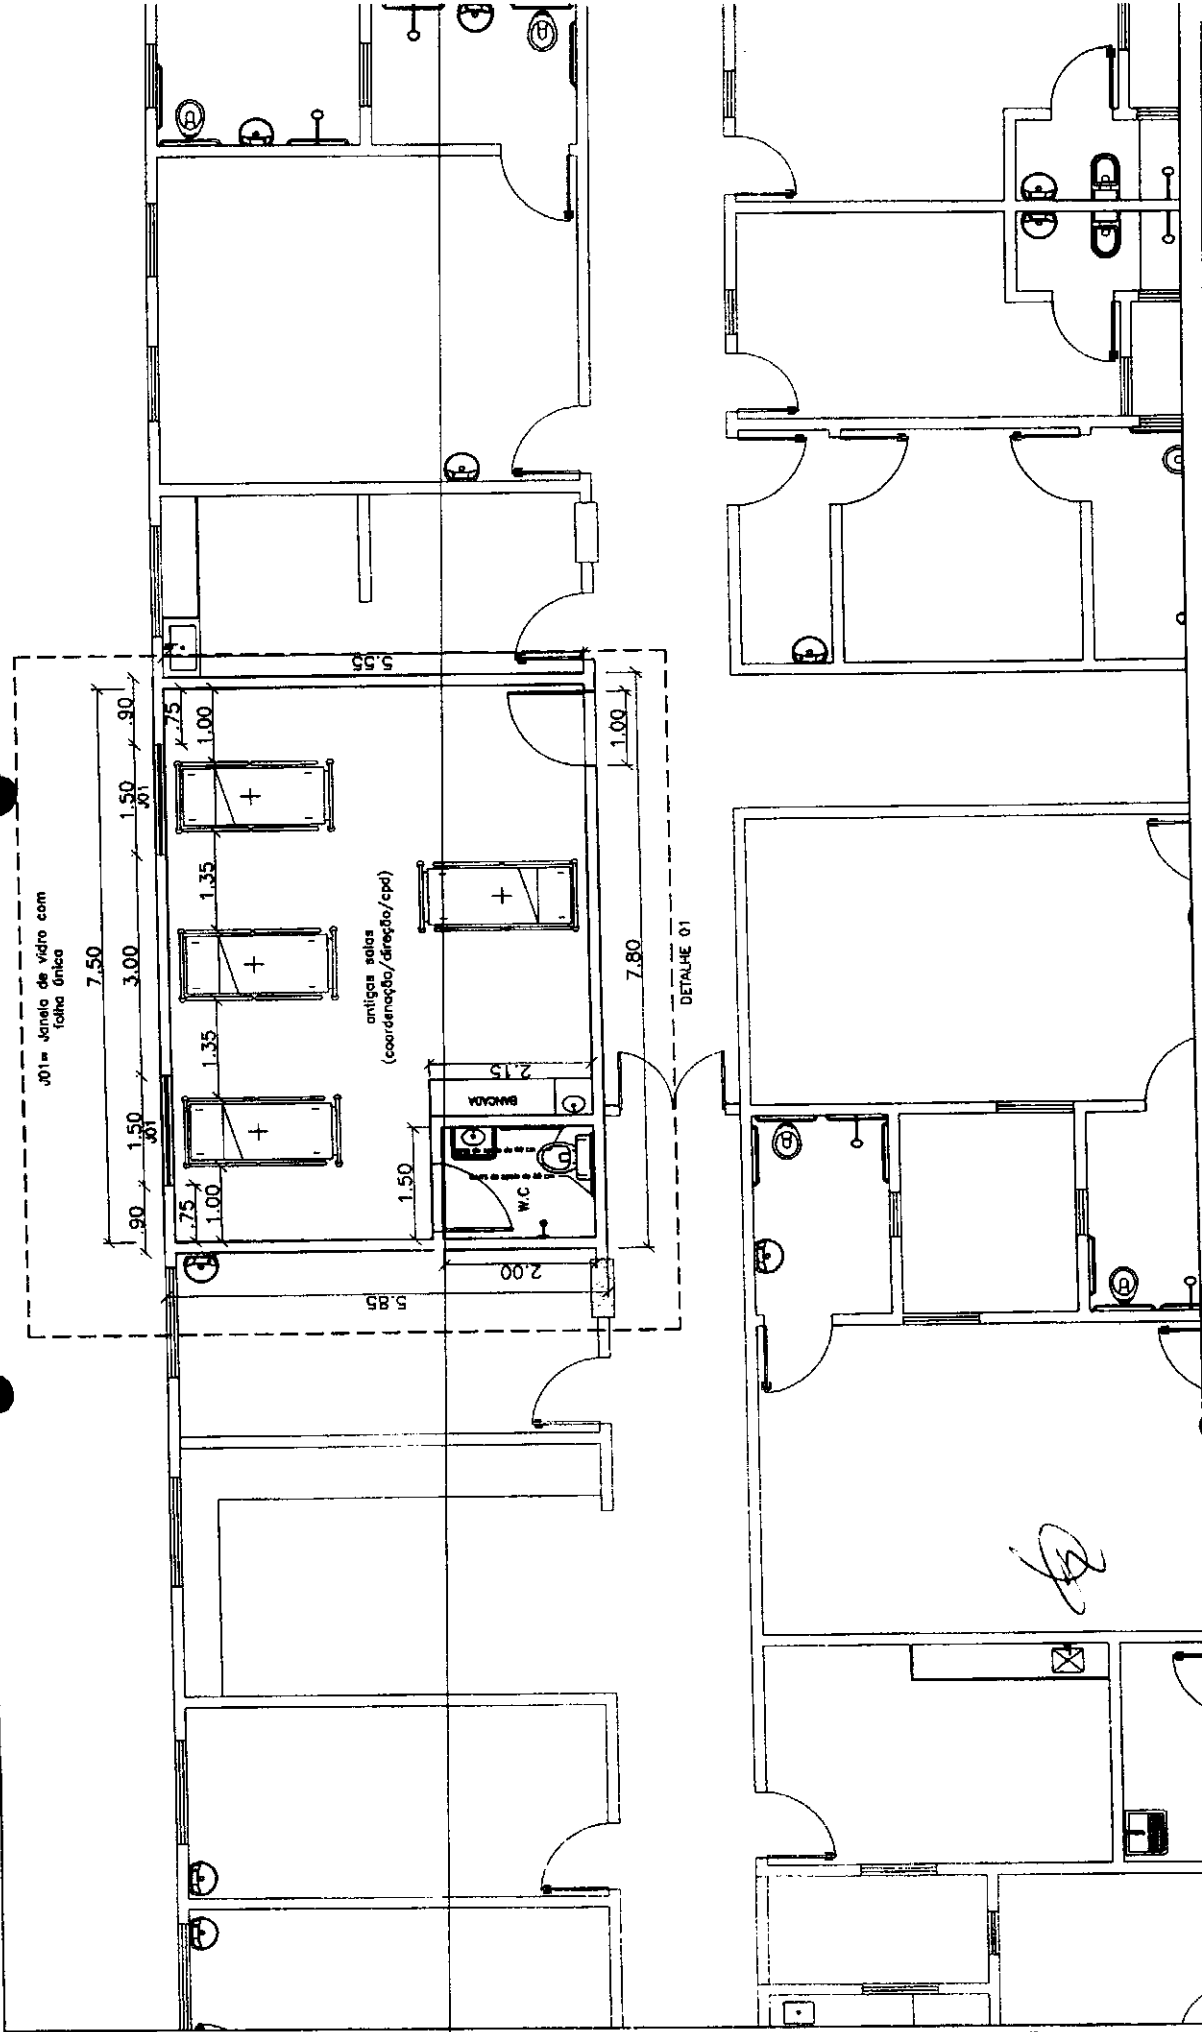 J01= Janela de vidro com
folha única
7.50
.90
1.50
J01
3.00
1.50
J01
.90
.75
1.00
1.35
1.35
.75
1.00
5.55
antigas salas
(coordenação/direção/cpd)
1.00
7.80
DETALHE 01
2.15
BANCADA
1.50
W.C
2.00
5.85